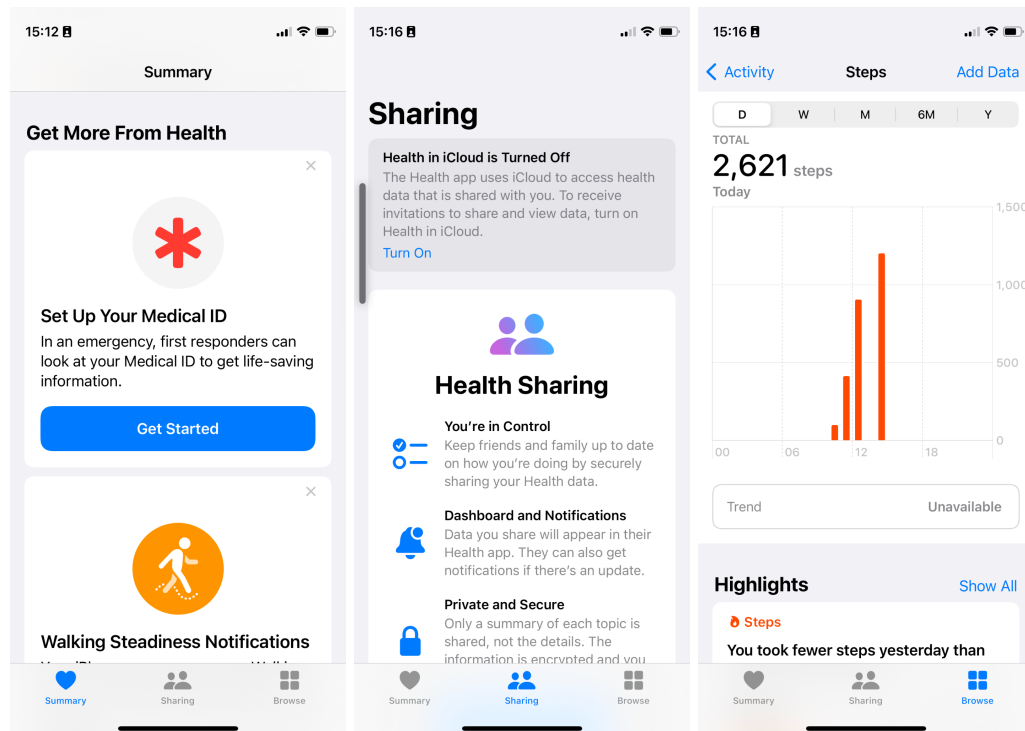 15:12
Summary
Get More From Health
Set Up Your Medical ID
In an emergency, first responders can
look at your Medical ID to get life-saving
information.
Get Started
Walking Steadiness Notifications
Summary
Sharing
Browse
15:16
Sharing
Health in iCloud is Turned Off
The Health app uses iCloud to access health
data that is shared with you. To receive
invitations to share and view data, turn on
Health in iCloud.
Turn On
Health Sharing
You're in Control
Keep friends and family up to date
on how you're doing by securely
sharing your Health data.
Dashboard and Notifications
Data you share will appear in their
Health app. They can also get
notifications if there's an update.
Private and Secure
Only a summary of each topic is
shared, not the details. The
information is encrypted and you
Summary
Sharing
Browse
15:16
Activity
Steps
Add Data
D
W
M
6M
Y
TOTAL
2,621 steps
Today
1,500
1,000
500
0
00
06
12
18
Trend
Unavailable
Highlights
Show All
Steps
You took fewer steps yesterday than
Summary
Sharing
Browse